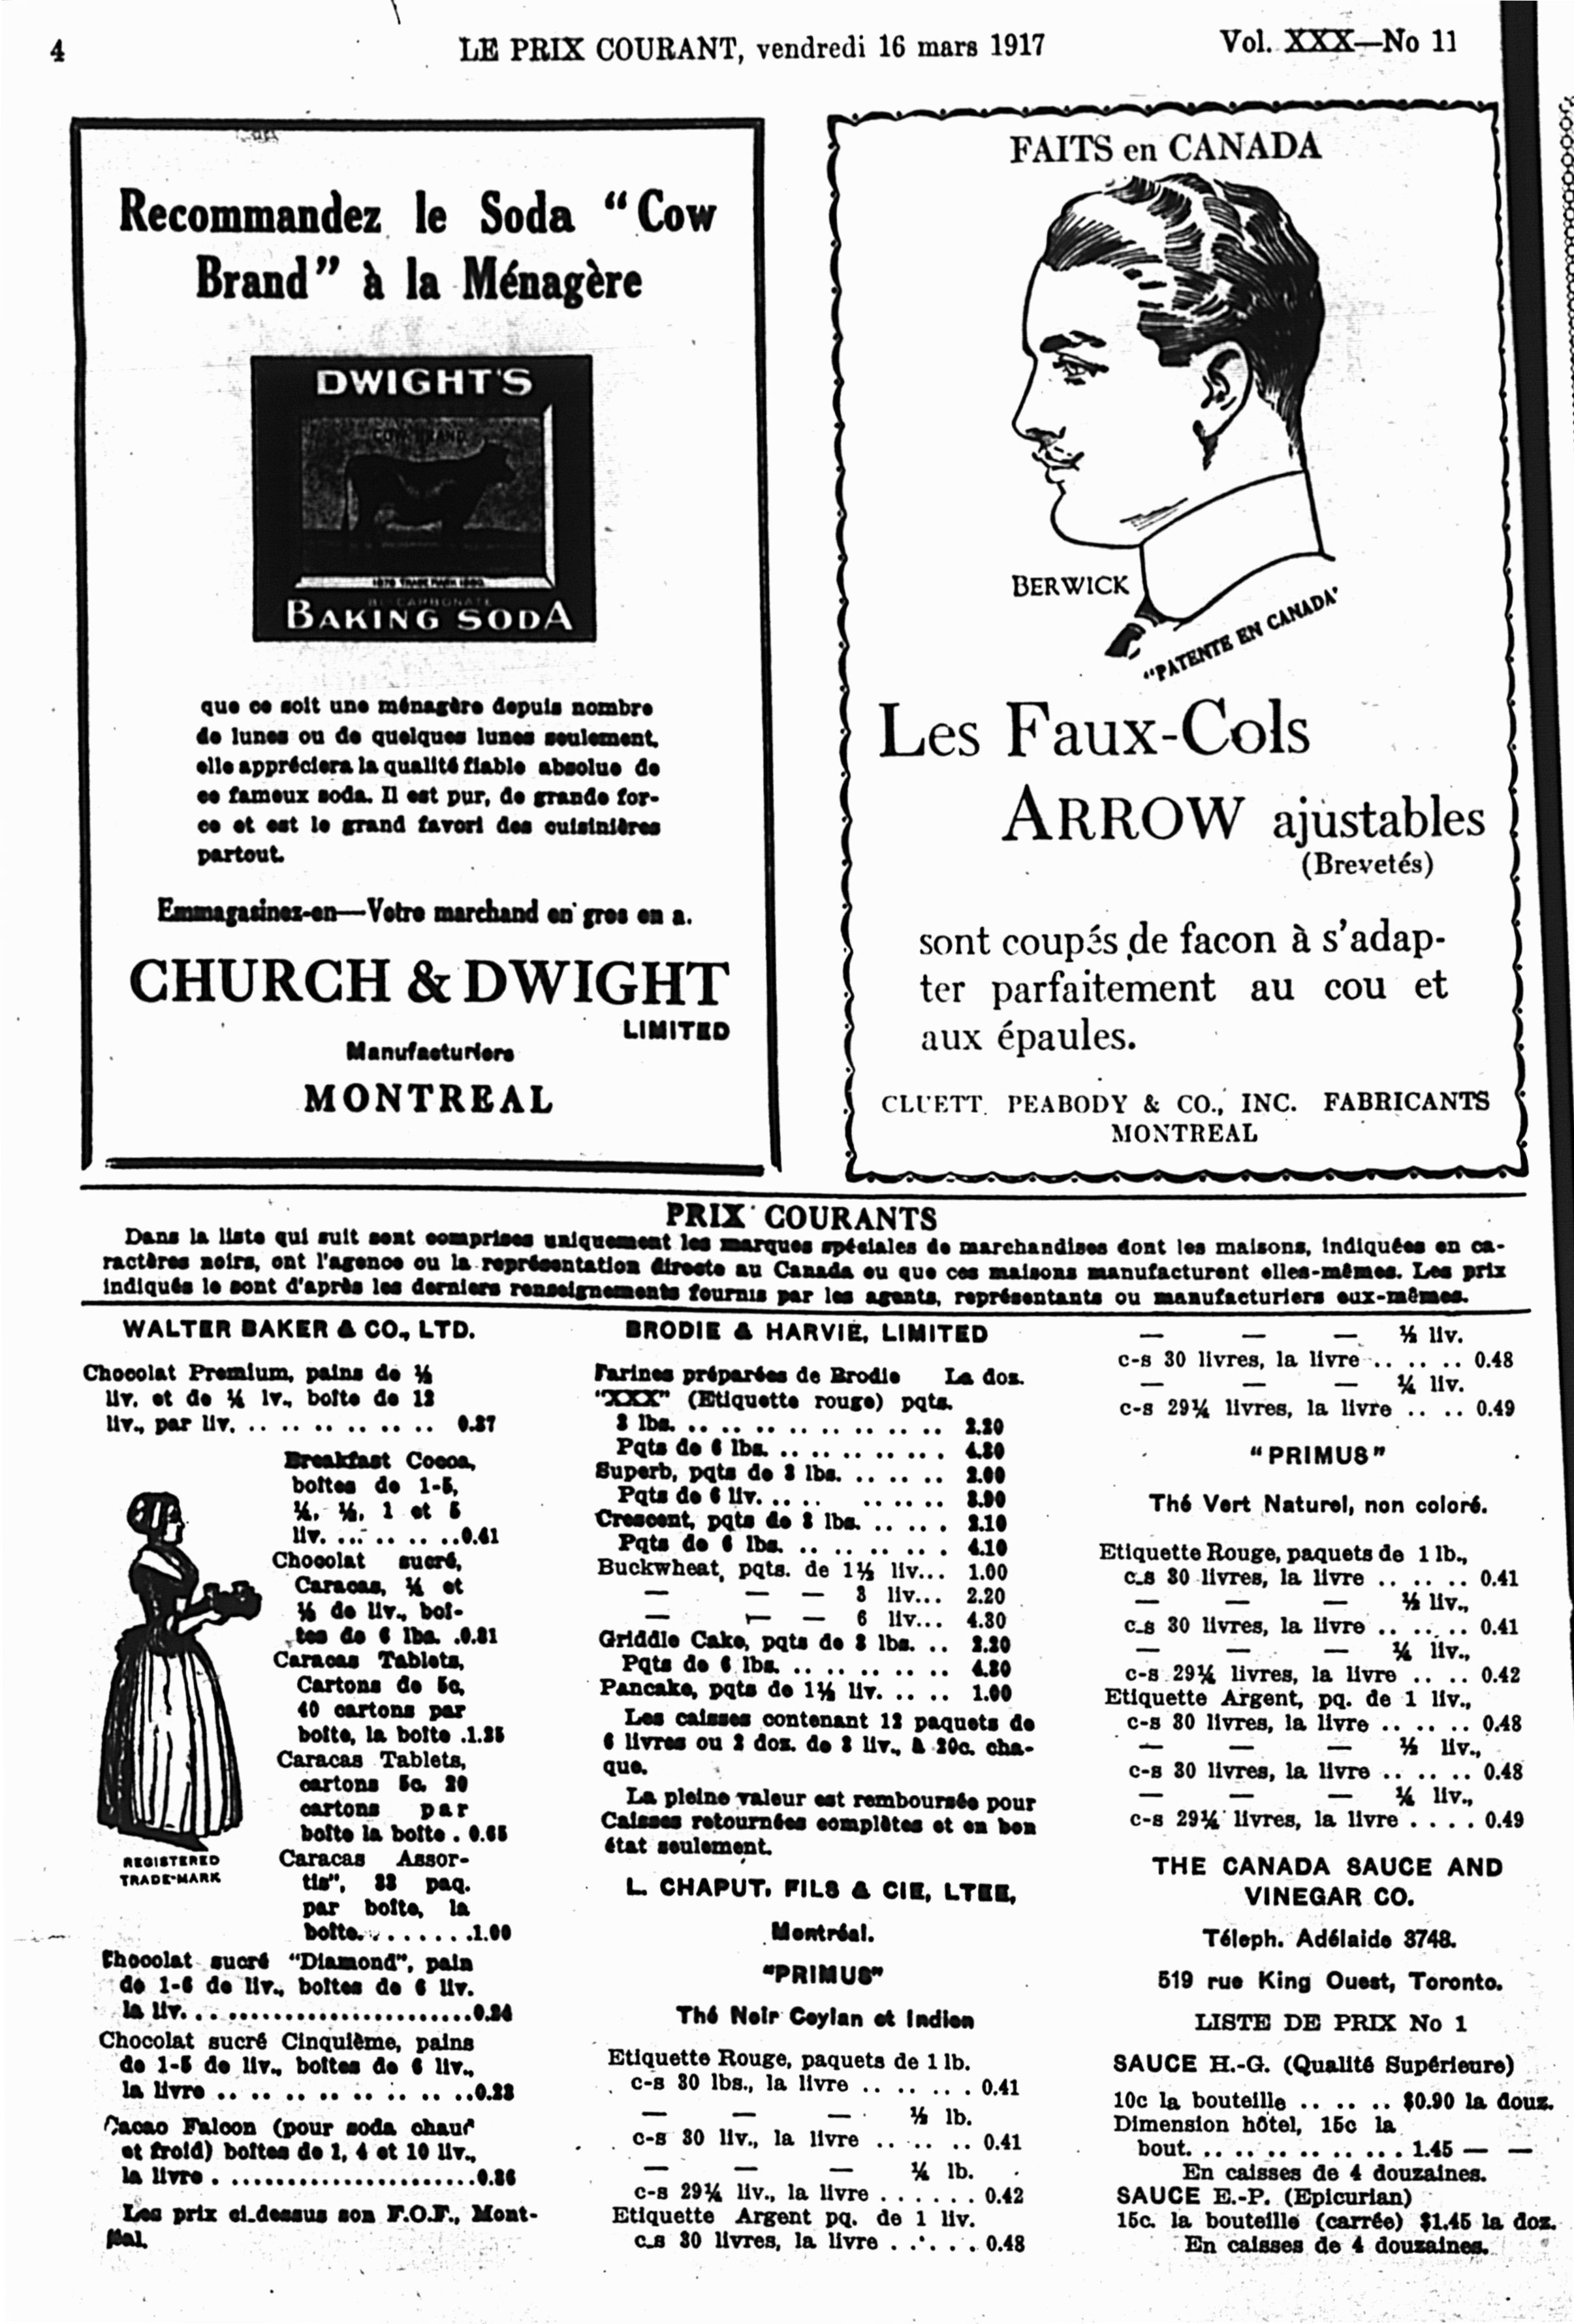 4
LE PRIX COURANT, vendredi 16 mars 1917
Vol. XXX—No 11
Recommandez le Soda "Cow
Brand" à la Ménagère
DWIGHT'S
COW BRAND
BAKING SODA
que ce soit une ménagère depuis nombre
de lunes ou de quelques lunes seulement,
elle appréciera la qualité fiable absolue de
ce fameux soda. Il est pur, de grande for-
ce et est le grand favori des cuisinières
partout.
Emmagasinez-en—Votre marchand en gros en a.
CHURCH & DWIGHT
LIMITED
Manufacturiers
MONTREAL
FAITS en CANADA
BERWICK
"PATENTE EN CANADA"
Les Faux-Cols
ARROW ajustables
(Brevetés)
sont coupés de facon à s'adap-
ter parfaitement au cou et
aux épaules.
CLUETT PEABODY & CO., INC. FABRICANTS
MONTREAL
PRIX COURANTS
Dans la liste qui suit sont comprises uniquement les marques spéciales de marchandises dont les maisons, indiquées en ca-
ractères noirs, ont l'agence ou la représentation directe au Canada ou que ces maisons manufacturent elles-mêmes. Les prix
indiqués le sont d'après les derniers renseignements fournis par les agents, représentants ou manufacturiers eux-mêmes.
WALTER BAKER & CO., LTD.
Chocolat Premium, pains de ½
liv. et de ¼ lv., boîte de 12
liv., par liv. .. .. .. .. .. .. 0.37
Breakfast Cocoa,
boîtes de 1-5,
¼, ½, 1 et 5
liv. ... .. .. ..0.41
Chocolat sucré,
Caracas, ¼ et
½ de liv., boî-
tes de 6 lbs. .0.31
Caracas Tablets,
Cartons de 5c,
40 cartons par
boîte, la boîte .1.25
Caracas Tablets,
cartons 5c. 20
cartons par
boîte la boîte . 0.65
Caracas Assor-
tis", 33 paq.
par boîte, la
boîte. ........1.00
REGISTERED
TRADE-MARK
Chocolat sucré "Diamond", pain
de 1-6 de liv., boîtes de 6 liv.
la liv. .........................0.24
Chocolat sucré Cinquième, pains
de 1-5 de liv., boîtes de 6 liv.,
la livre .. .. .. .. .. .. .. ..0.23
Cacao Falcon (pour soda chaud
et froid) boîtes de 1, 4 et 10 liv.,
la livre . ......................0.36
Les prix ci-dessus son F.O.F., Mont-
réal.
BRODIE & HARVIE, LIMITED
Farines préparées de Brodie La doz.
"XXX" (Etiquette rouge) pqts.
3 lbs. .. .. .. .. .. .. .. .. 2.20
Pqts de 6 lbs. .. .. .. .. .. . 4.30
Superb, pqts de 3 lbs. .. .. .. 2.00
Pqts de 6 liv. .. .. .. .. .. 3.90
Crescent, pqts de 3 lbs. .. .. . 2.10
Pqts de 6 lbs. .. .. .. .. .. 4.10
Buckwheat, pqts. de 1½ liv... 1.00
— — — 3 liv... 2.20
— — — 6 liv... 4.30
Griddle Cake, pqts de 3 lbs. .. 2.20
Pqts de 6 lbs. .. .. .. .. .. 4.30
Pancake, pqts de 1½ liv. .. .. 1.00
Les caisses contenant 12 paquets de
6 livres ou 2 doz. de 3 liv., à 20c. cha-
que.
La pleine valeur est remboursée pour
Caisses retournées complètes et en bon
état seulement.
L. CHAPUT, FILS & CIE, LTEE,
Montréal.
"PRIMUS"
Thé Noir Ceylan et Indien
Etiquette Rouge, paquets de 1 lb.
c-s 30 lbs., la livre .. .. .. . 0.41
— — — ½ lb.
c-s 30 liv., la livre .. .. .. .. 0.41
— — — ¼ lb.
c-s 29¼ liv., la livre . . . . . . 0.42
Etiquette Argent pq. de 1 liv.
c-s 30 livres, la livre . . . . . 0.48
— — — ½ liv.
c-s 30 livres, la livre .. .. .. 0.48
— — — ¼ liv.
c-s 29¼ livres, la livre .. .. 0.49
"PRIMUS"
Thé Vert Naturel, non coloré.
Etiquette Rouge, paquets de 1 lb.,
c-s 30 livres, la livre .. .. .. 0.41
— — — ½ liv.,
c-s 30 livres, la livre .. .. .. 0.41
— — — ¼ liv.,
c-s 29¼ livres, la livre .. .. 0.42
Etiquette Argent, pq. de 1 liv.,
c-s 30 livres, la livre .. .. .. 0.48
— — — ½ liv.,
c-s 30 livres, la livre .. .. .. 0.48
— — — ¼ liv.,
c-s 29¼ livres, la livre . . . . 0.49
THE CANADA SAUCE AND
VINEGAR CO.
Téleph. Adélaide 3748.
519 rue King Ouest, Toronto.
LISTE DE PRIX No 1
SAUCE H.-G. (Qualité Supérieure)
10c la bouteille .. .. .. $0.90 la douz.
Dimension hôtel, 15c la
bout. .. .. .. .. .. ... 1.45 — —
En caisses de 4 douzaines.
SAUCE E.-P. (Epicurian)
15c. la bouteille (carrée) $1.45 la doz.
En caisses de 4 douzaines.